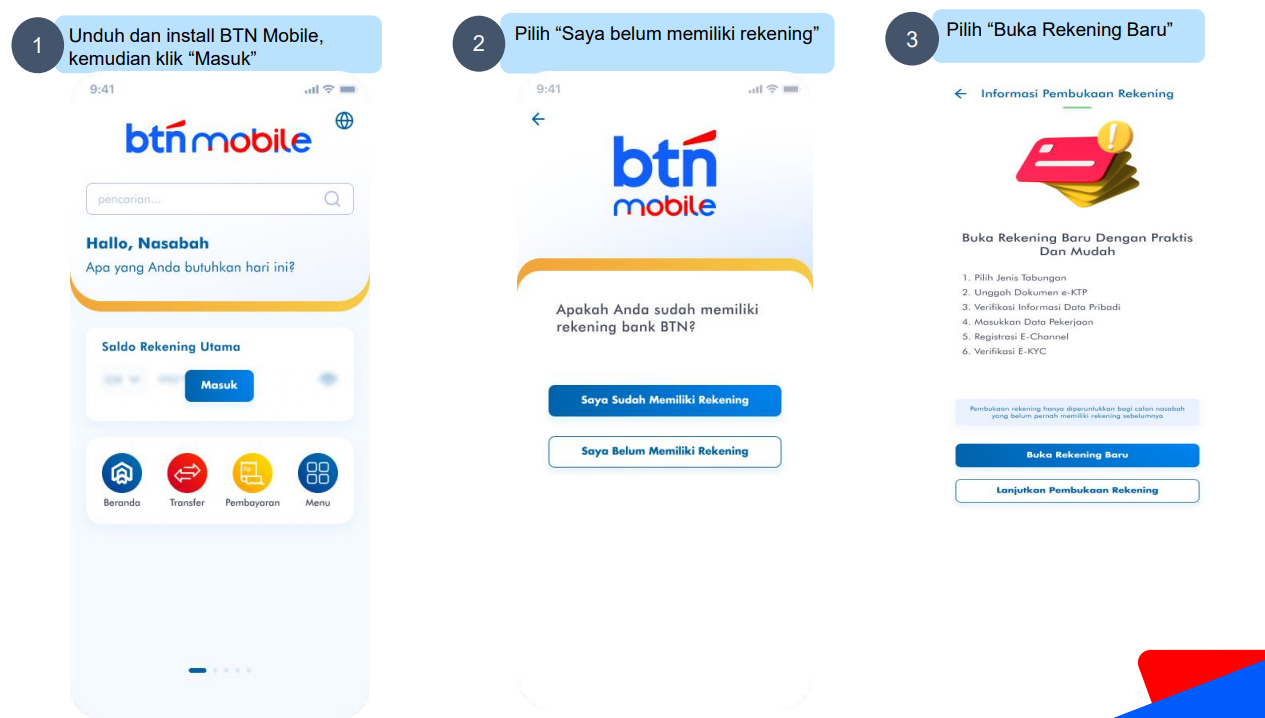 1
Unduh dan install BTN Mobile,
kemudian klik “Masuk”
9:41
btn mobile
pencarian...
Hallo, Nasabah
Apa yang Anda butuhkan hari ini?
Saldo Rekening Utama
Masuk
Beranda
Transfer
Rp
Pembayaran
Menu
2
Pilih “Saya belum memiliki rekening”
9:41
btn
mobile
Apakah Anda sudah memiliki
rekening bank BTN?
Saya Sudah Memiliki Rekening
Saya Belum Memiliki Rekening
3
Pilih “Buka Rekening Baru”
Informasi Pembukaan Rekening
Buka Rekening Baru Dengan Praktis
Dan Mudah
1. Pilih Jenis Tabungan
2. Unggah Dokumen e-KTP
3. Verifikasi Informasi Data Pribadi
4. Masukkan Data Pekerjaan
5. Registrasi E-Channel
6. Verifikasi E-KYC
Pembukaan rekening hanya diperuntukkan bagi calon nasabah
yang belum pernah memiliki rekening sebelumnya
Buka Rekening Baru
Lanjutkan Pembukaan Rekening